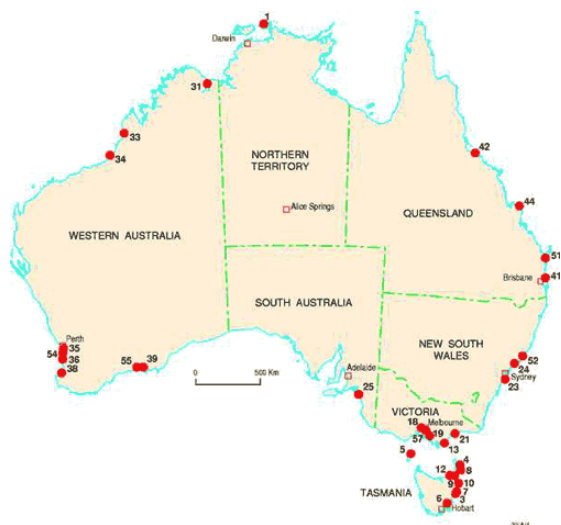 1
Darwin
31
33
34
42
NORTHERN
TERRITORY
44
Alice Springs
QUEENSLAND
WESTERN AUSTRALIA
51
41
Brisbane
SOUTH AUSTRALIA
NEW SOUTH
WALES
Perth
35
54
36
38
55 39
0 500 Km
Adelaide
25
52
24
Sydney
23
VICTORIA
18 Melbourne
57 19
21
13
5
4
8
12
9 10
7
6 3
TASMANIA
Hobart